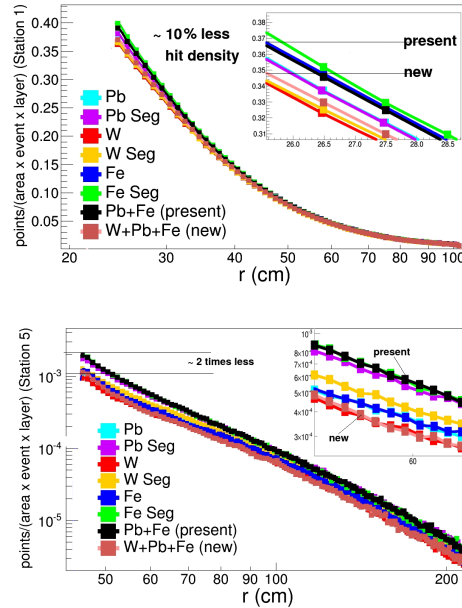 points/(area x event x layer) (Station 1)
0.40
0.35
0.30
0.25
0.20
0.15
0.10
0.05
~ 10% less
hit density
0.38
0.37
0.36
0.35
0.34
0.33
0.32
0.31
present
new
26
26.5
27
27.5
28
28.5
Pb
Pb Seg
W
W Seg
Fe
Fe Seg
Pb+Fe (present)
W+Pb+Fe (new)
20
30
40
50
60
70
80
90
100
r (cm)
points/(area x event x layer) (Station 5)
10⁻³
10⁻⁴
10⁻⁵
~ 2 times less
10⁻³
8×10⁻⁴
7×10⁻⁴
6×10⁻⁴
5×10⁻⁴
4×10⁻⁴
3×10⁻⁴
present
new
60
Pb
Pb Seg
W
W Seg
Fe
Fe Seg
Pb+Fe (present)
W+Pb+Fe (new)
50
60
70
80
100
200
r (cm)